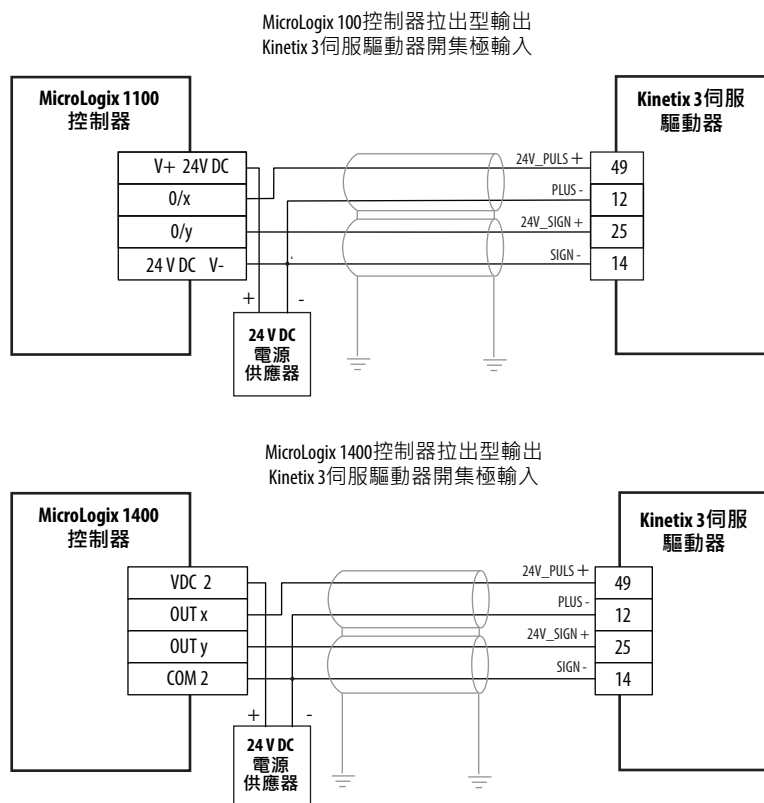 MicroLogix 100控制器拉出型輸出
Kinetix 3伺服驅動器開集極輸入
MicroLogix 1100
控制器
Kinetix 3伺服
驅動器
V+ 24V DC
0/x
0/y
24 V DC V-
24V_PULS +
PLUS -
24V_SIGN +
SIGN -
49
12
25
14
+ -
24 V DC
電源
供應器
MicroLogix 1400控制器拉出型輸出
Kinetix 3伺服驅動器開集極輸入
MicroLogix 1400
控制器
Kinetix 3伺服
驅動器
VDC 2
OUT x
OUT y
COM 2
24V_PULS +
PLUS -
24V_SIGN +
SIGN -
49
12
25
14
+ -
24 V DC
電源
供應器